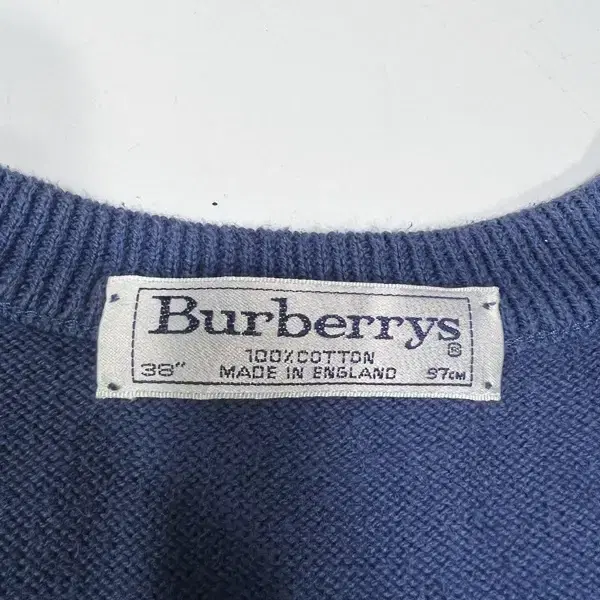 Burberrys®
100%COTTON
38" MADE IN ENGLAND 97CM